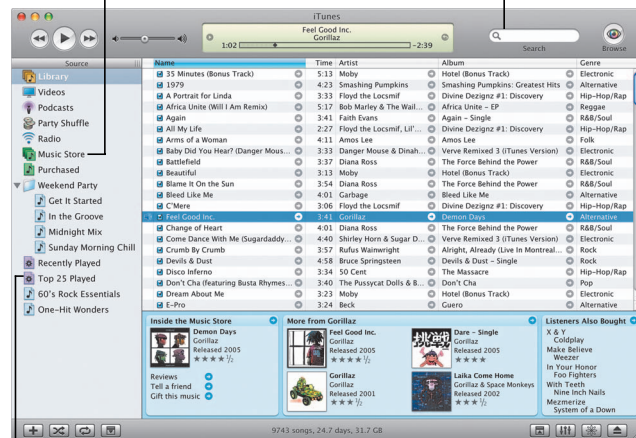 iTunes
Feel Good Inc.
Gorillaz
1:02
-2:39
Search
Browse
Source
Library
Videos
Podcasts
Party Shuffle
Radio
Music Store
Purchased
Weekend Party
Get It Started
In the Groove
Midnight Mix
Sunday Morning Chill
Recently Played
Top 25 Played
60's Rock Essentials
One-Hit Wonders
Name Time Artist Album Genre
35 Minutes (Bonus Track) 5:13 Moby Hotel (Bonus Track) Electronic
1979 4:23 Smashing Pumpkins Smashing Pumpkins: Greatest Hits Alternative
A Portrait for Linda 3:33 Floyd the Locsmif Divine Dezignz #1: Discovery Hip-Hop/Rap
Africa Unite (Will I Am Remix) 5:17 Bob Marley & The Wail... Africa Unite - EP Reggae
Again 3:41 Faith Evans Again - Single R&B/Soul
All My Life 2:27 Floyd the Locsmif, Lil'... Divine Dezignz #1: Discovery Hip-Hop/Rap
Arms of a Woman 4:11 Amos Lee Amos Lee Folk
Baby Did You Hear? (Danger Mous... 3:33 Danger Mouse & Dinah... Verve Remixed 3 (iTunes Version) Electronic
Battlefield 3:37 Diana Ross The Force Behind the Power R&B/Soul
Beautiful 3:13 Moby Hotel (Bonus Track) Electronic
Blame It On the Sun 3:54 Diana Ross The Force Behind the Power R&B/Soul
Bleed Like Me 4:01 Garbage Bleed Like Me Alternative
C'Mere 3:06 Floyd the Locsmif Divine Dezignz #1: Discovery Hip-Hop/Rap
Feel Good Inc. 3:41 Gorillaz Demon Days Alternative
Change of Heart 4:01 Diana Ross The Force Behind the Power R&B/Soul
Come Dance With Me (Sugardaddy... 4:40 Shirley Horn & Sugar D... Verve Remixed 3 (iTunes Version) Electronic
Crumb By Crumb 3:57 Rufus Wainwright Alright, Already (Live In Montreal... Rock
Devils & Dust 4:58 Bruce Springsteen Devils & Dust - Single Rock
Disco Inferno 3:34 50 Cent The Massacre Hip-Hop/Rap
Don't Cha (featuring Busta Rhymes... 3:40 The Pussycat Dolls & B... Don't Cha Pop
Dream About Me 3:23 Moby Hotel (Bonus Track) Electronic
E-Pro 3:24 Beck Guero Alternative
Inside the Music Store
Demon Days
Gorillaz
Released 2005
Reviews
Tell a friend
Gift this music
More from Gorillaz
Feel Good Inc.
Gorillaz
Released 2005
Dare - Single
Gorillaz
Released 2005
Gorillaz
Gorillaz
Released 2001
Laika Come Home
Gorillaz & Space Monkeys
Released 2002
Listeners Also Bought
X & Y
Coldplay
Make Believe
Weezer
In Your Honor
Foo Fighters
With Teeth
Nine Inch Nails
Mezmerize
System of a Down
9743 songs, 24.7 days, 31.7 GB